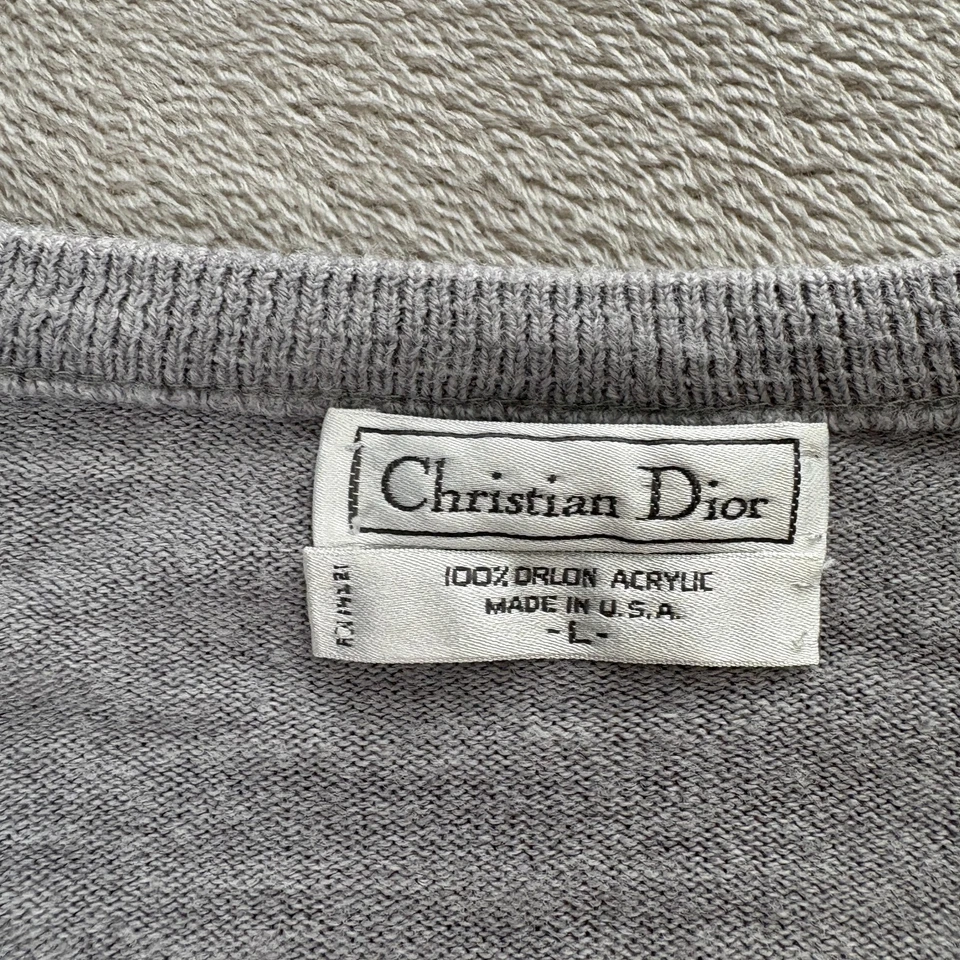 Christian Dior
100% ORLON ACRYLIC
MADE IN U.S.A.
-L-